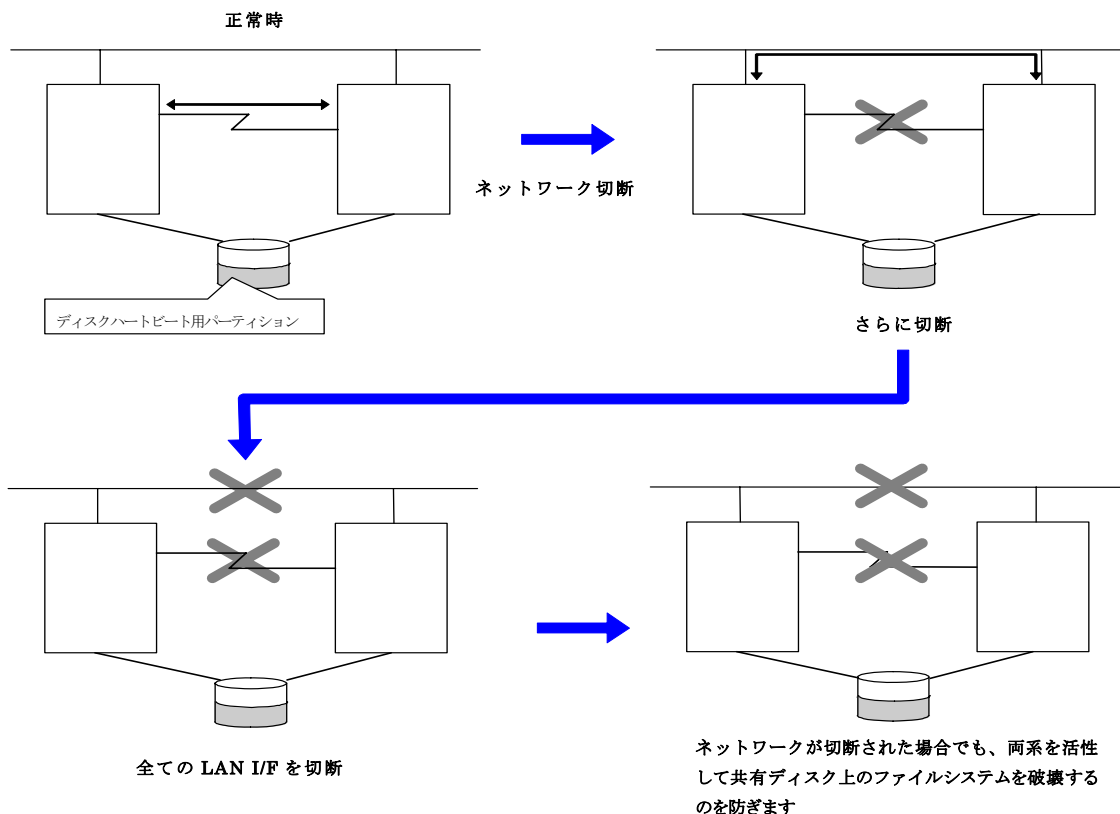 正常時
ネットワーク切断
ディスクハートビート用パーティション
さらに切断
全ての LAN I/F を切断
ネットワークが切断された場合でも、両系を活性
して共有ディスク上のファイルシステムを破壊する
のを防ぎます